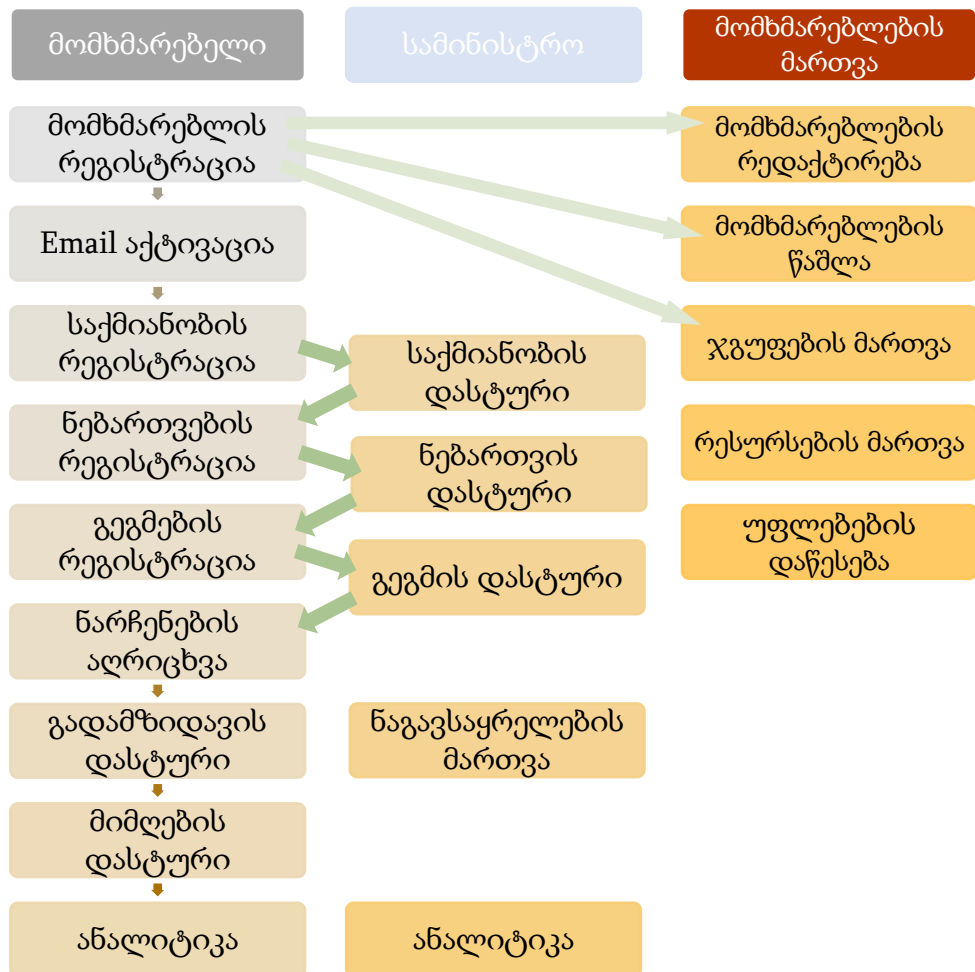 მომხმარებელი
სამინისტრო
მომხმარებლების
მართვა
მომხმარებლის
რეგისტრაცია
Email აქტივაცია
საქმიანობის
რეგისტრაცია
ნებართვების
რეგისტრაცია
გეგმების
რეგისტრაცია
ნარჩენების
აღრიცხვა
გადამზიდავის
დასტური
მიმღების
დასტური
ანალიტიკა
საქმიანობის
დასტური
ნებართვის
დასტური
გეგმის დასტური
ნაგავსაყრელების
მართვა
ანალიტიკა
მომხმარებლების
რედაქტირება
მომხმარებლების
წაშლა
ჯგუფების მართვა
რესურსების მართვა
უფლებების
დაწესება